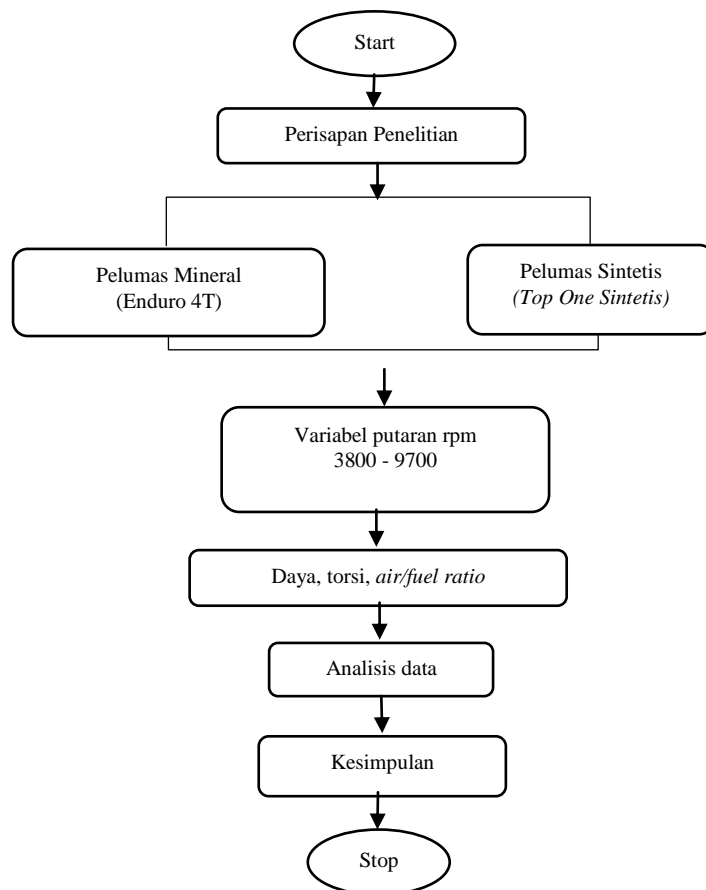 Start
Perisapan Penelitian
Pelumas Mineral
(Enduro 4T)
Pelumas Sintetis
(Top One Sintetis)
Variabel putaran rpm
3800 - 9700
Daya, torsi, air/fuel ratio
Analisis data
Kesimpulan
Stop